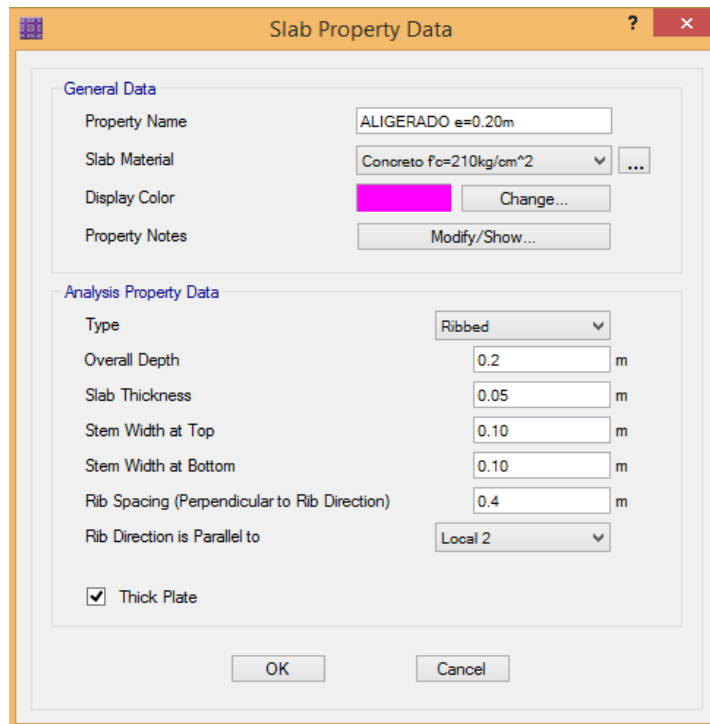 Slab Property Data ? ×
General Data
Property Name ALIGERADO e=0.20m
Slab Material Concreto f'c=210kg/cm^2 ...
Display Color Change...
Property Notes Modify/Show...
Analysis Property Data
Type Ribbed
Overall Depth 0.2 m
Slab Thickness 0.05 m
Stem Width at Top 0.10 m
Stem Width at Bottom 0.10 m
Rib Spacing (Perpendicular to Rib Direction) 0.4 m
Rib Direction is Parallel to Local 2
Thick Plate
OK Cancel